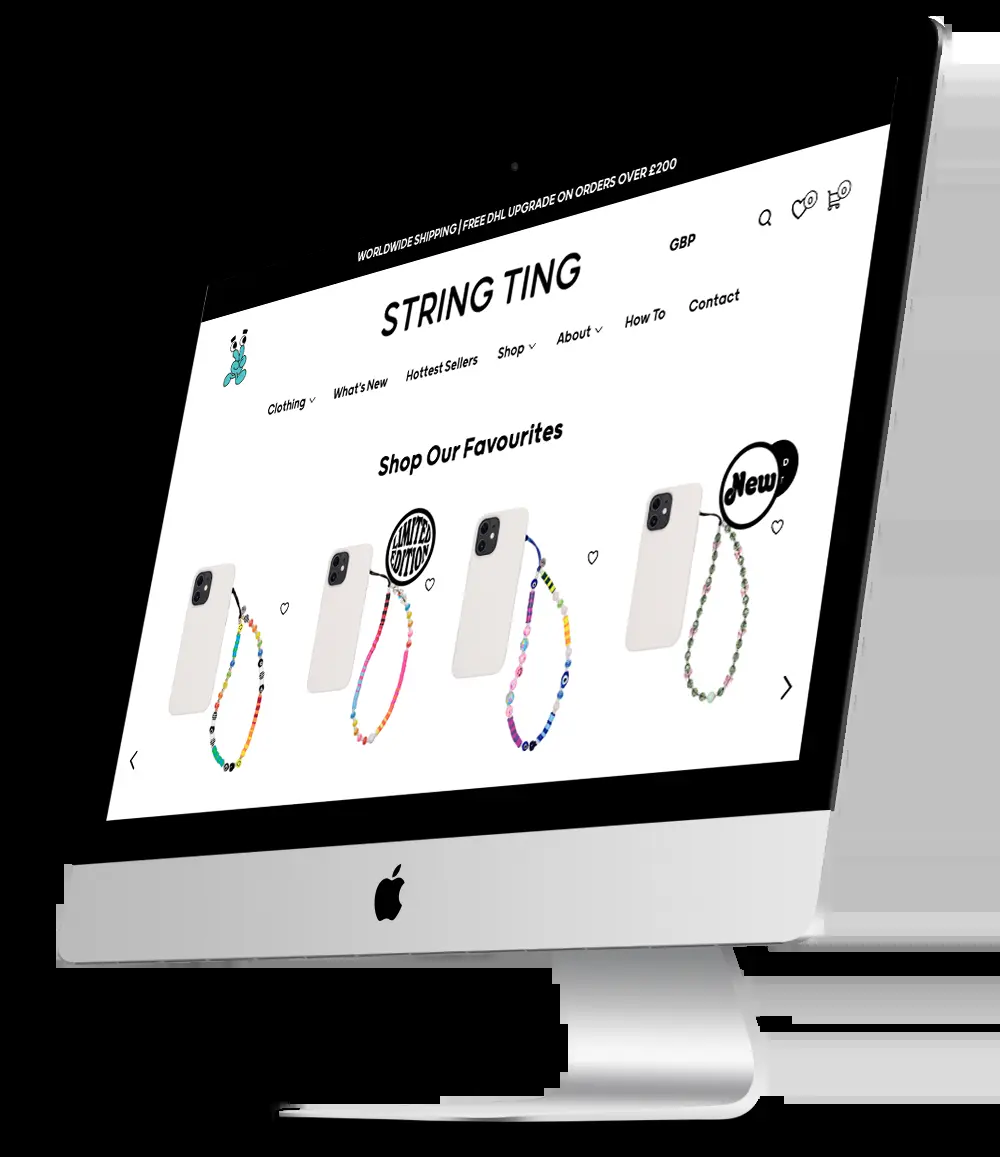 WORLDWIDE SHIPPING | FREE DHL UPGRADE ON ORDERS OVER £200
GBP
0
0
STRING TING
Clothing
What's New
Hottest Sellers
Shop
About
How To
Contact
Shop Our Favourites
LIMITED
EDITION
New
D